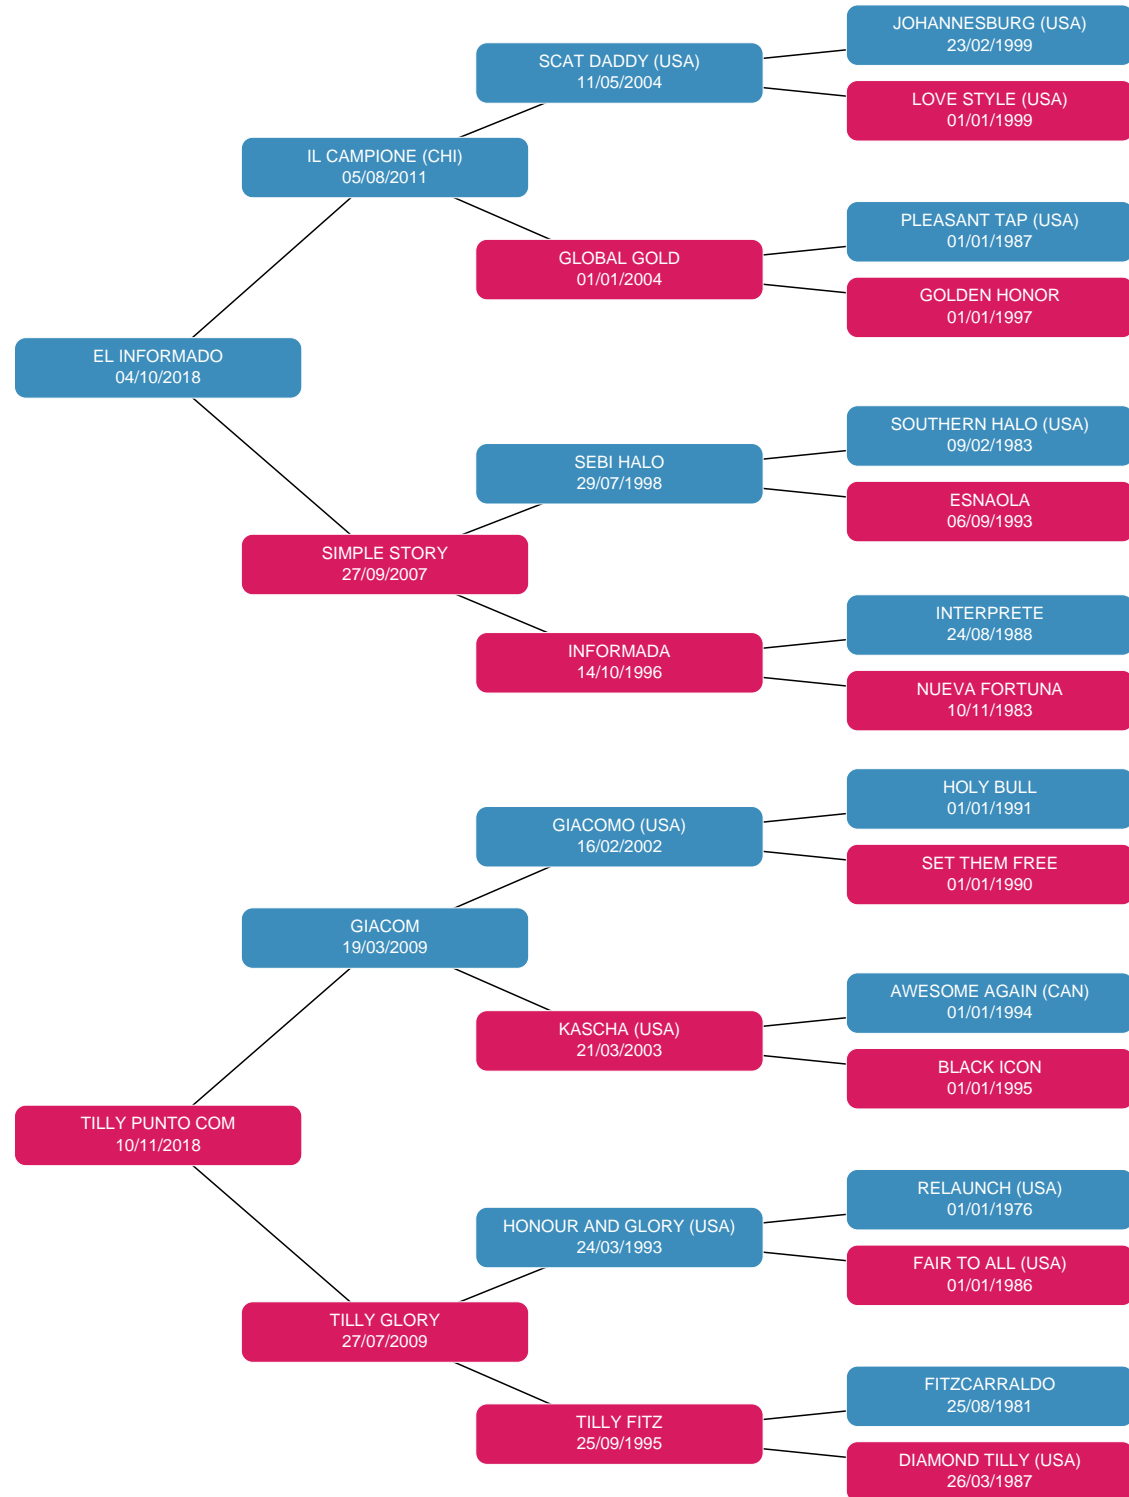 JOHANNESBURG (USA)
23/02/1999
SCAT DADDY (USA)
11/05/2004
LOVE STYLE (USA)
01/01/1999
IL CAMPIONE (CHI)
05/08/2011
PLEASANT TAP (USA)
01/01/1987
GLOBAL GOLD
01/01/2004
GOLDEN HONOR
01/01/1997
EL INFORMADO
04/10/2018
SOUTHERN HALO (USA)
09/02/1983
SEBI HALO
29/07/1998
ESNAOLA
06/09/1993
SIMPLE STORY
27/09/2007
INTERPRETE
24/08/1988
INFORMADA
14/10/1996
NUEVA FORTUNA
10/11/1983
HOLY BULL
01/01/1991
GIACOMO (USA)
16/02/2002
SET THEM FREE
01/01/1990
GIACOM
19/03/2009
AWESOME AGAIN (CAN)
01/01/1994
KASCHA (USA)
21/03/2003
BLACK ICON
01/01/1995
TILLY PUNTO COM
10/11/2018
RELAUNCH (USA)
01/01/1976
HONOUR AND GLORY (USA)
24/03/1993
FAIR TO ALL (USA)
01/01/1986
TILLY GLORY
27/07/2009
FITZCARRALDO
25/08/1981
TILLY FITZ
25/09/1995
DIAMOND TILLY (USA)
26/03/1987